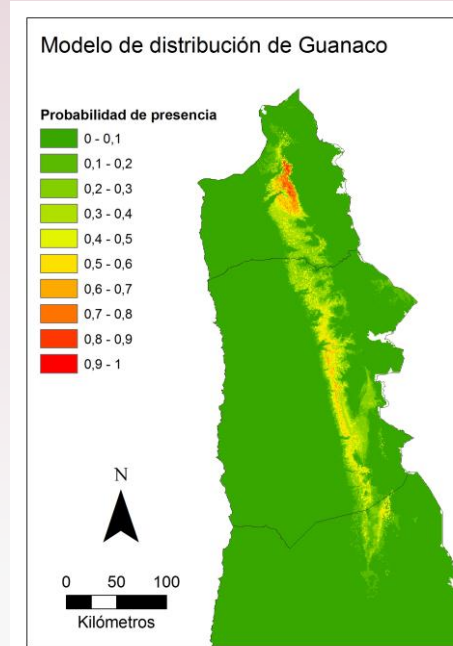 Modelo de distribución de Guanaco
Probabilidad de presencia
0 - 0,1
0,1 - 0,2
0,2 - 0,3
0,3 - 0,4
0,4 - 0,5
0,5 - 0,6
0,6 - 0,7
0,7 - 0,8
0,8 - 0,9
0,9 - 1
N
0 50 100
Kilómetros